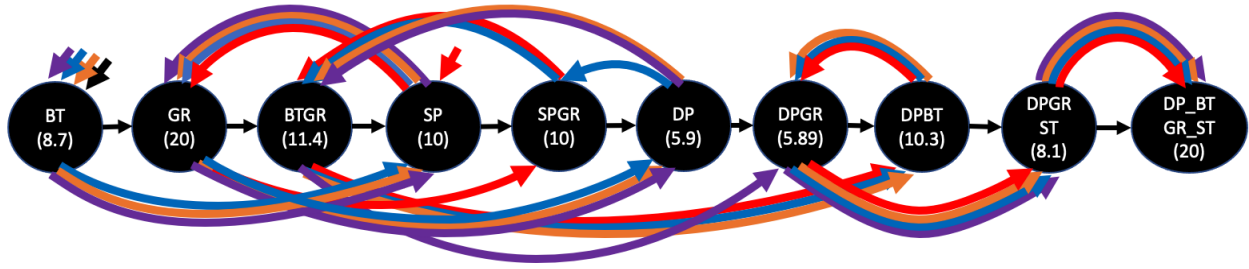 BT
(8.7)
GR
(20)
BTGR
(11.4)
SP
(10)
SPGR
(10)
DP
(5.9)
DPGR
(5.89)
DPBT
(10.3)
DPGR
ST
(8.1)
DP_BT
GR_ST
(20)